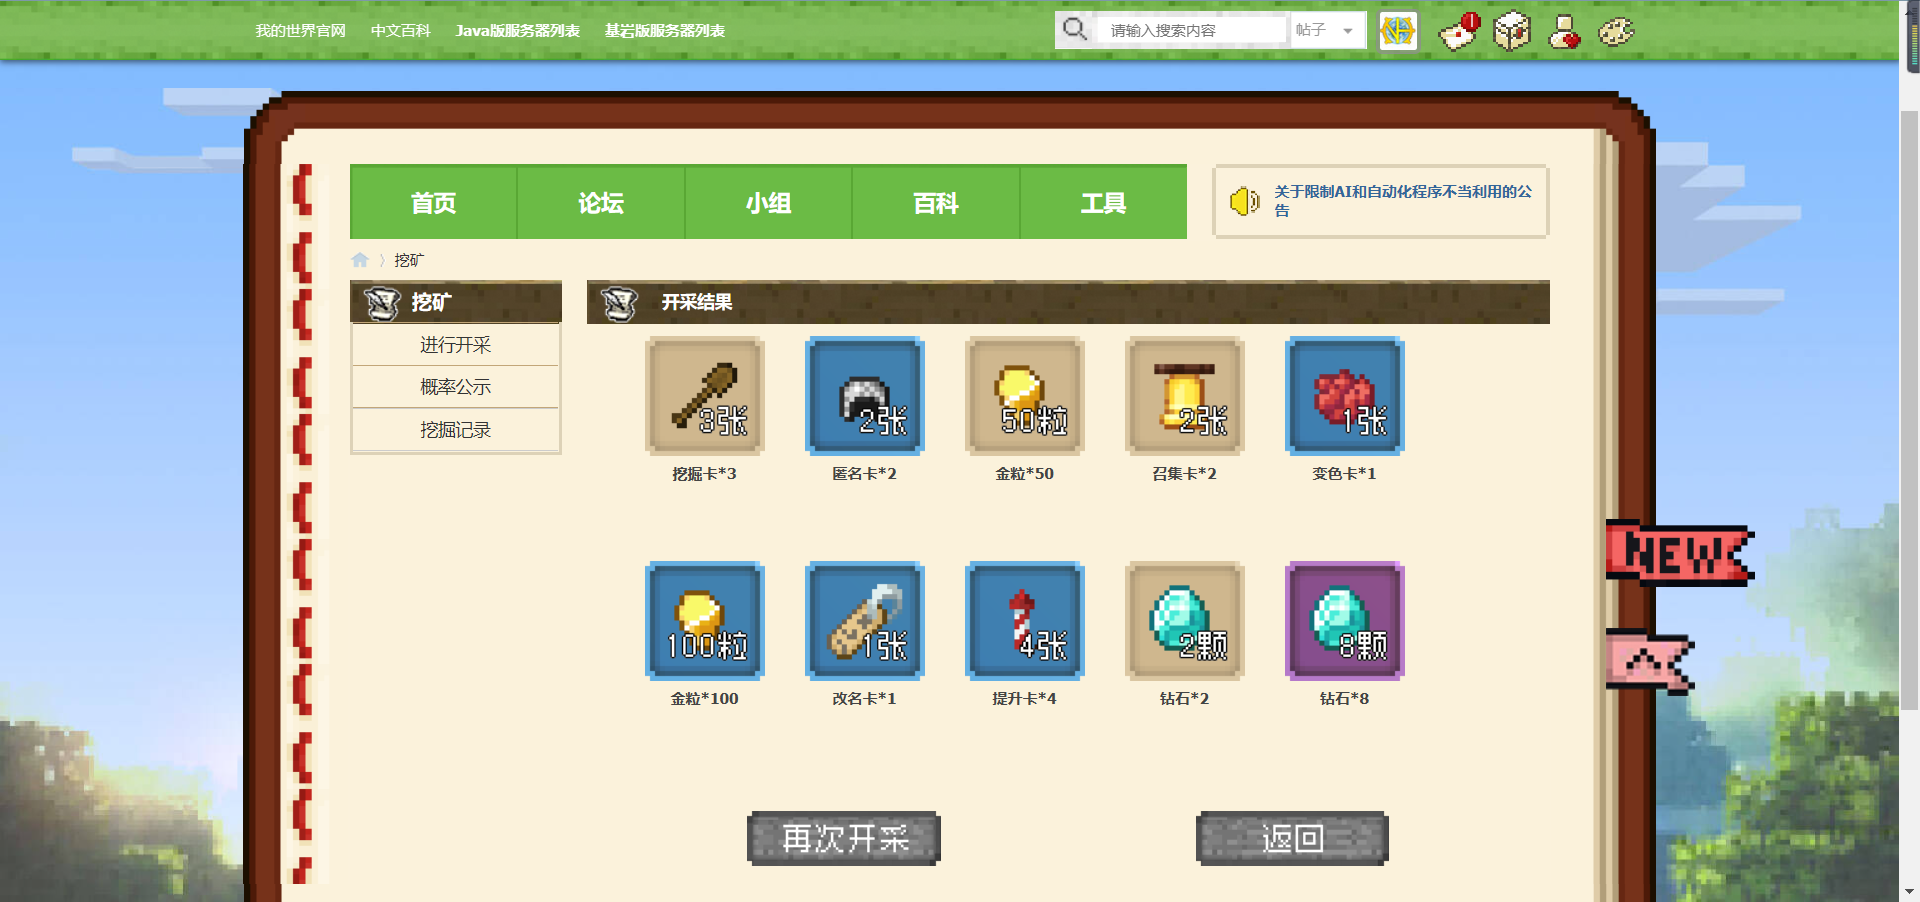 我的世界官网 中文百科 Java版服务器列表 基岩版服务器列表 请输入搜索内容 帖子
首页 论坛 小组 百科 工具
关于限制AI和自动化程序不当利用的公
告
挖矿
挖矿
进行开采
概率公示
挖掘记录
开采结果
3张 2张 50粒 2张 1张
挖掘卡*3 匿名卡*2 金粒*50 召集卡*2 变色卡*1
NEW
100粒 1张 4张 2颗 8颗
金粒*100 改名卡*1 提升卡*4 钻石*2 钻石*8
再次开采 返回